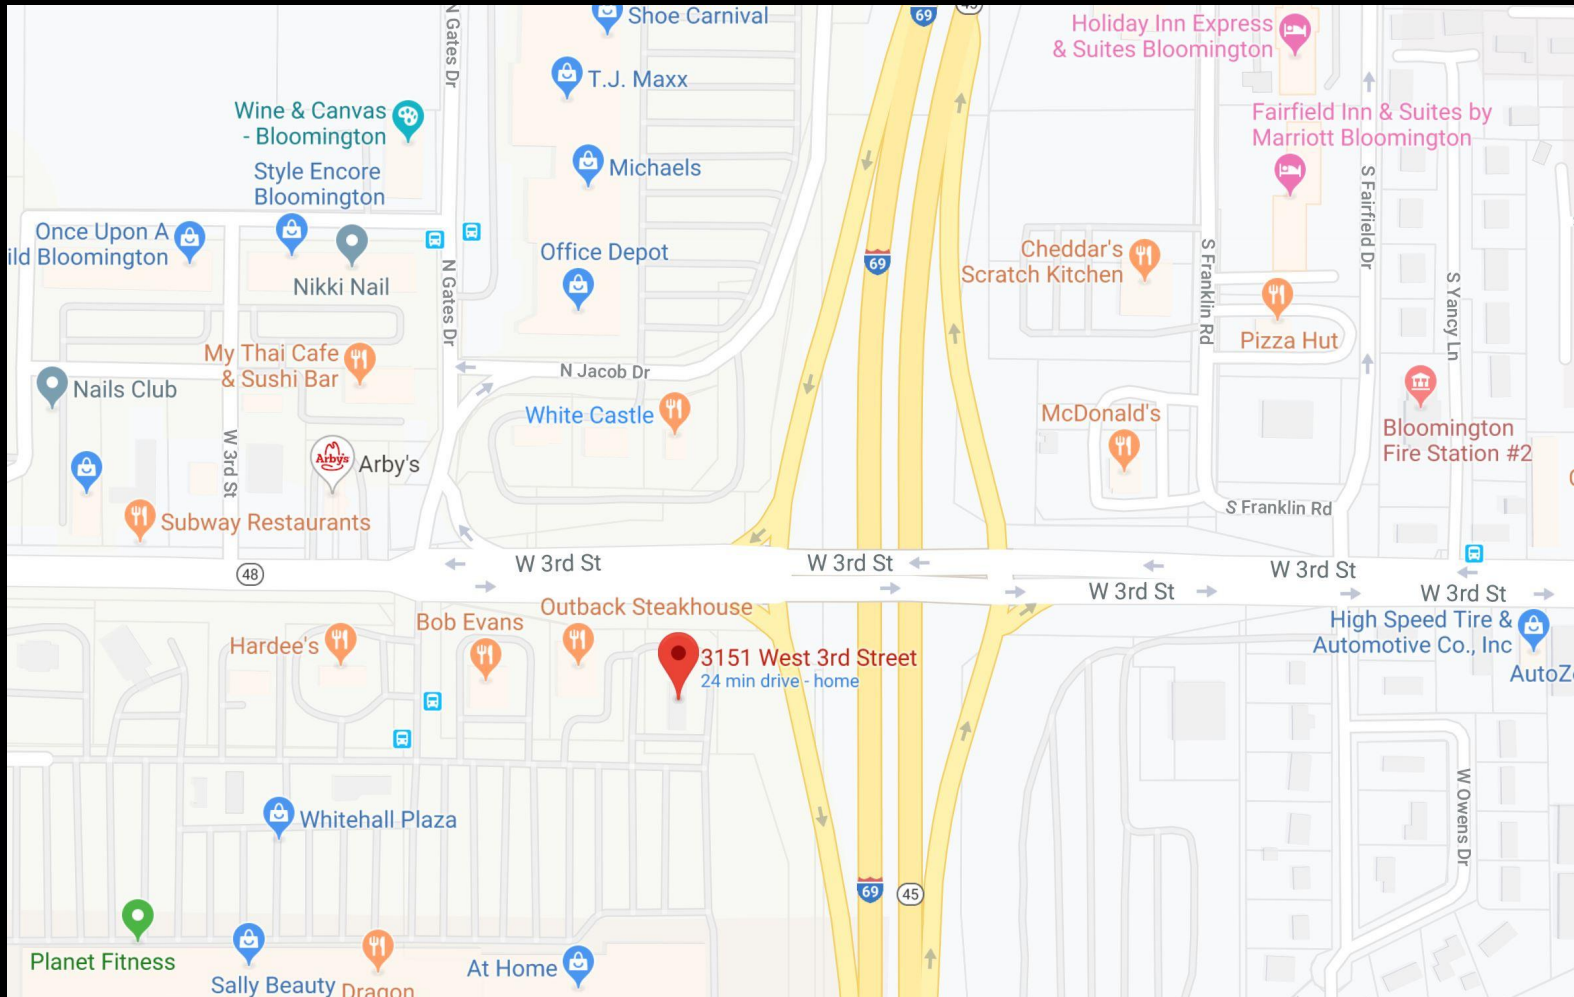 N Gates Dr
Shoe Carnival
69
45
Holiday Inn Express
& Suites Bloomington
T.J. Maxx
Wine & Canvas
- Bloomington
Fairfield Inn & Suites by
Marriott Bloomington
Style Encore
Bloomington
Michaels
S Fairfield Dr
Once Upon A
ild Bloomington
Nikki Nail
N Gates Dr
Office Depot
69
Cheddar's
Scratch Kitchen
S Franklin Rd
S Yancy Ln
Pizza Hut
My Thai Cafe
& Sushi Bar
N Jacob Dr
Nails Club
White Castle
McDonald's
Bloomington
Fire Station #2
W 3rd St
Arby's
Arby's
Subway Restaurants
S Franklin Rd
48
W 3rd St
W 3rd St
W 3rd St
W 3rd St
W 3rd St
Outback Steakhouse
Bob Evans
Hardee's
High Speed Tire &
Automotive Co., Inc
3151 West 3rd Street
24 min drive - home
AutoZ
Whitehall Plaza
W Owens Dr
69
45
Planet Fitness
Sally Beauty
Dragon
At Home